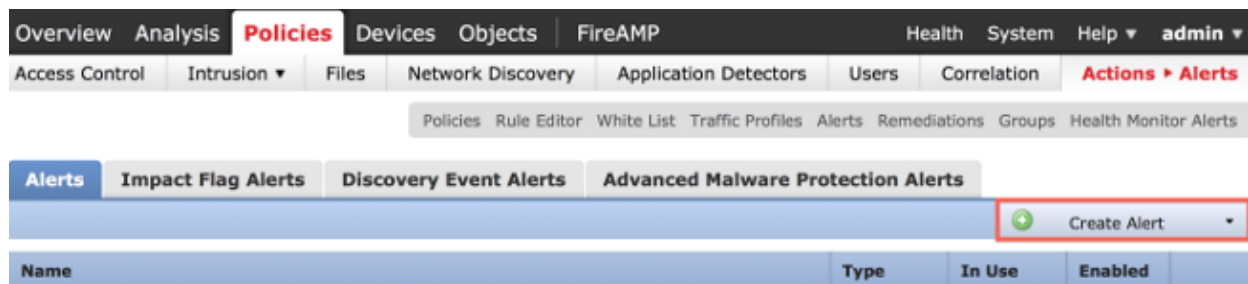 Overview Analysis Policies Devices Objects FireAMP Health System Help ▼ admin ▼
Access Control Intrusion ▼ Files Network Discovery Application Detectors Users Correlation Actions ▸ Alerts
Policies Rule Editor White List Traffic Profiles Alerts Remediations Groups Health Monitor Alerts
Alerts Impact Flag Alerts Discovery Event Alerts Advanced Malware Protection Alerts
Create Alert
Name Type In Use Enabled